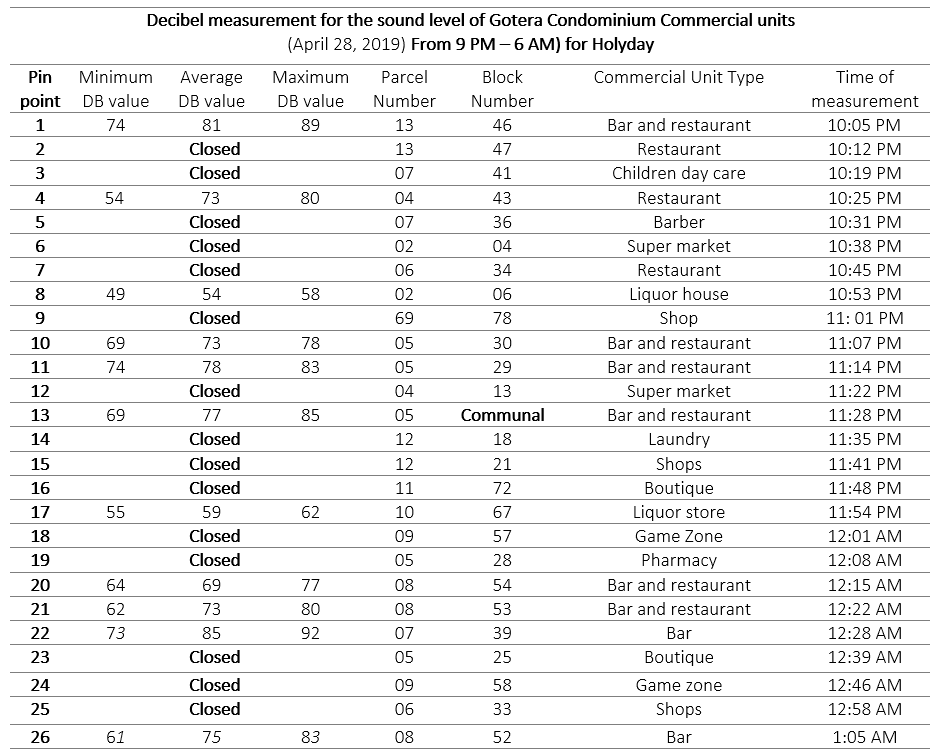 Decibel measurement for the sound level of Gotera Condominium Commercial units
(April 28, 2019) From 9 PM – 6 AM) for Holyday
Pin point Minimum DB value Average DB value Maximum DB value Parcel Number Block Number Commercial Unit Type Time of measurement
1 74 81 89 13 46 Bar and restaurant 10:05 PM
2 Closed 13 47 Restaurant 10:12 PM
3 Closed 07 41 Children day care 10:19 PM
4 54 73 80 04 43 Restaurant 10:25 PM
5 Closed 07 36 Barber 10:31 PM
6 Closed 02 04 Super market 10:38 PM
7 Closed 06 34 Restaurant 10:45 PM
8 49 54 58 02 06 Liquor house 10:53 PM
9 Closed 69 78 Shop 11: 01 PM
10 69 73 78 05 30 Bar and restaurant 11:07 PM
11 74 78 83 05 29 Bar and restaurant 11:14 PM
12 Closed 04 13 Super market 11:22 PM
13 69 77 85 05 Communal Bar and restaurant 11:28 PM
14 Closed 12 18 Laundry 11:35 PM
15 Closed 12 21 Shops 11:41 PM
16 Closed 11 72 Boutique 11:48 PM
17 55 59 62 10 67 Liquor store 11:54 PM
18 Closed 09 57 Game Zone 12:01 AM
19 Closed 05 28 Pharmacy 12:08 AM
20 64 69 77 08 54 Bar and restaurant 12:15 AM
21 62 73 80 08 53 Bar and restaurant 12:22 AM
22 73 85 92 07 39 Bar 12:28 AM
23 Closed 05 25 Boutique 12:39 AM
24 Closed 09 58 Game zone 12:46 AM
25 Closed 06 33 Shops 12:58 AM
26 61 75 83 08 52 Bar 1:05 AM